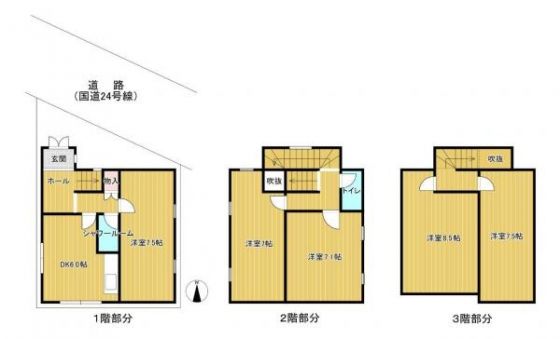 道 路
(国道24号線)
玄関
ホール
物入
シャワールーム
洋室7.5帖
DK6.0帖
N
1階部分
吹抜
トイレ
洋室7帖
洋室7.1帖
2階部分
吹抜
洋室8.5帖
洋室7.5帖
3階部分